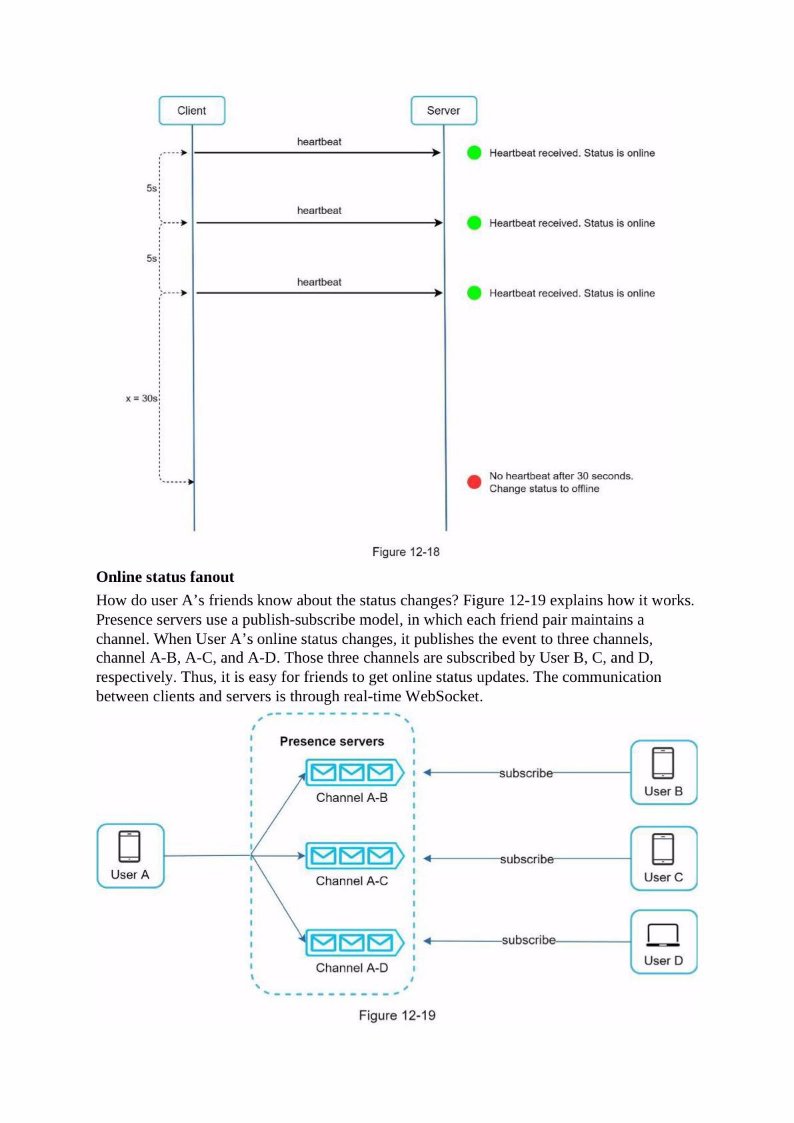 Client
Server
heartbeat
Heartbeat received. Status is online
5s
heartbeat
Heartbeat received. Status is online
5s
heartbeat
Heartbeat received. Status is online
x = 30s
No heartbeat after 30 seconds.
Change status to offline
Figure 12-18
Online status fanout
How do user A’s friends know about the status changes? Figure 12-19 explains how it works.
Presence servers use a publish-subscribe model, in which each friend pair maintains a
channel. When User A’s online status changes, it publishes the event to three channels,
channel A-B, A-C, and A-D. Those three channels are subscribed by User B, C, and D,
respectively. Thus, it is easy for friends to get online status updates. The communication
between clients and servers is through real-time WebSocket.
Presence servers
Channel A-B
subscribe
User B
User A
Channel A-C
subscribe
User C
Channel A-D
subscribe
User D
Figure 12-19